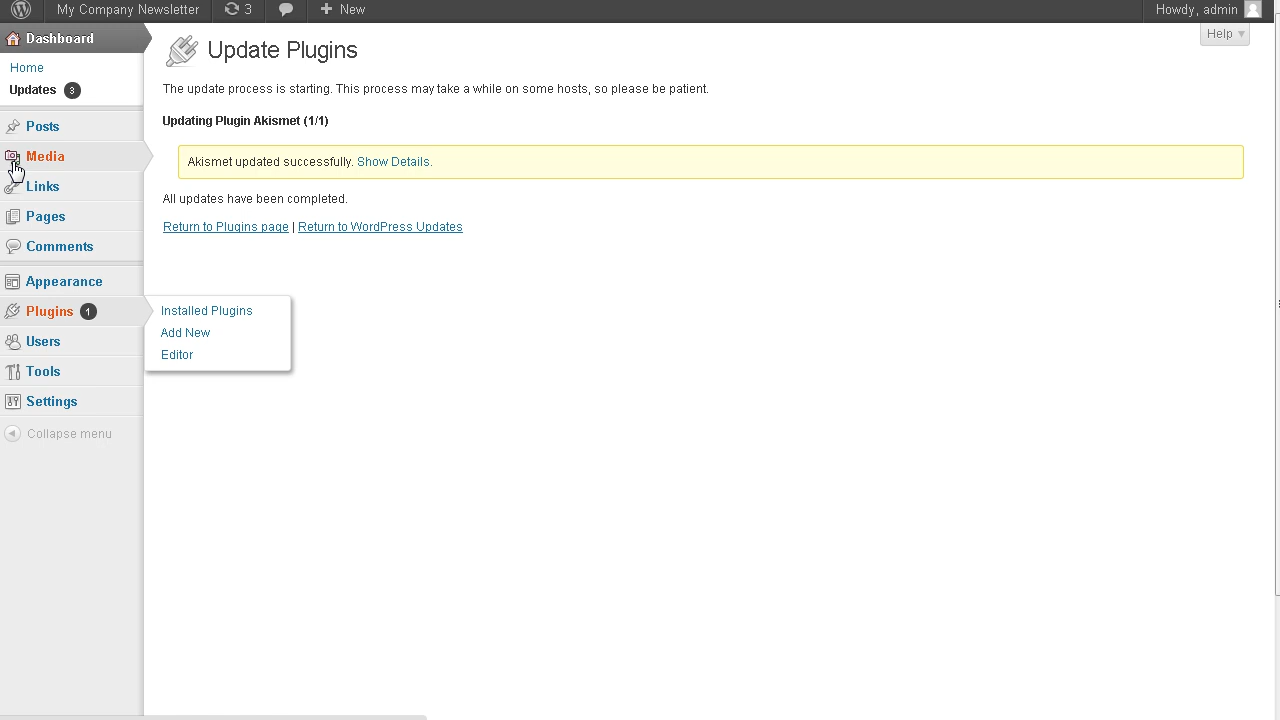 My Company Newsletter 3 New Howdy, admin
Dashboard
Home
Updates 3
Posts
Media
Links
Pages
Comments
Appearance
Plugins 1
Users
Tools
Settings
Collapse menu
Installed Plugins
Add New
Editor
Help
Update Plugins
The update process is starting. This process may take a while on some hosts, so please be patient.
Updating Plugin Akismet (1/1)
Akismet updated successfully. Show Details.
All updates have been completed.
Return to Plugins page | Return to WordPress Updates